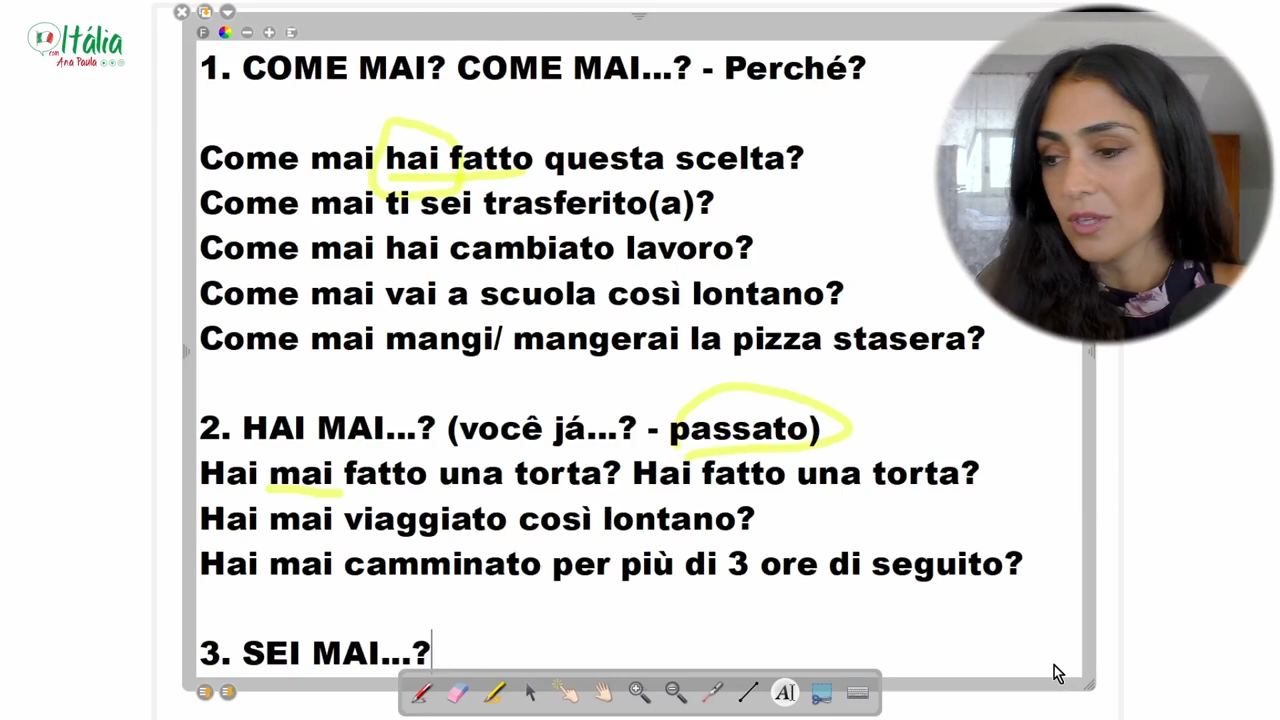 Itália
com
Ana Paula
1. COME MAI? COME MAI...? - Perché?
Come mai hai fatto questa scelta?
Come mai ti sei trasferito(a)?
Come mai hai cambiato lavoro?
Come mai vai a scuola così lontano?
Come mai mangi/ mangerai la pizza stasera?
2. HAI MAI...? (você já...? - passato)
Hai mai fatto una torta? Hai fatto una torta?
Hai mai viaggiato così lontano?
Hai mai camminato per più di 3 ore di seguito?
3. SEI MAI...?